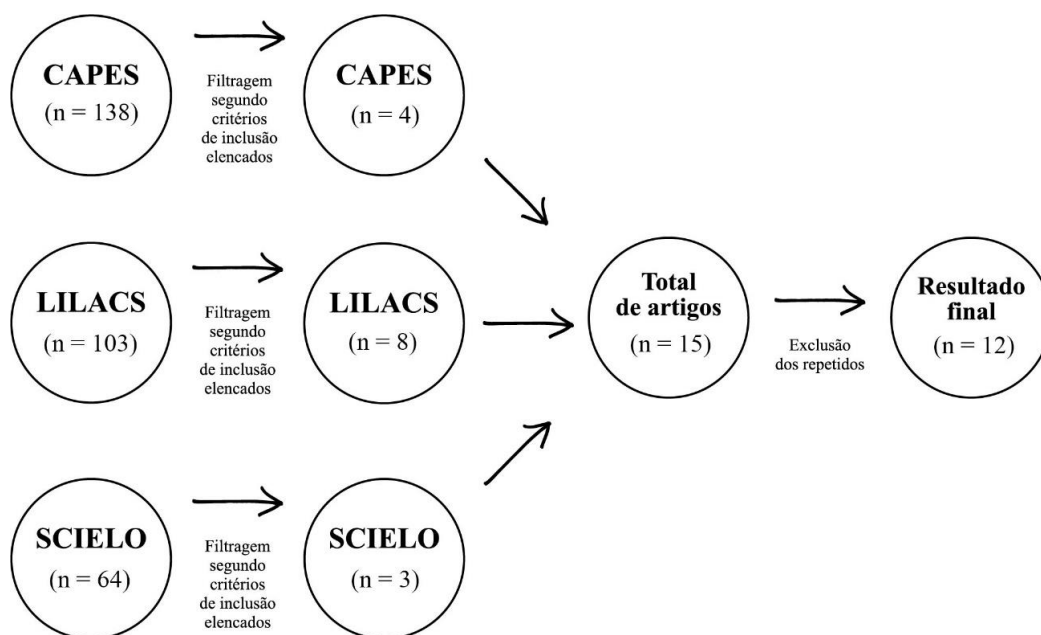 CAPES
(n = 138)
Filtragem
segundo
critérios
de inclusão
elencados
CAPES
(n = 4)
LILACS
(n = 103)
Filtragem
segundo
critérios
de inclusão
elencados
LILACS
(n = 8)
SCIELO
(n = 64)
Filtragem
segundo
critérios
de inclusão
elencados
SCIELO
(n = 3)
Total
de artigos
(n = 15)
Exclusão
dos repetidos
Resultado
final
(n = 12)